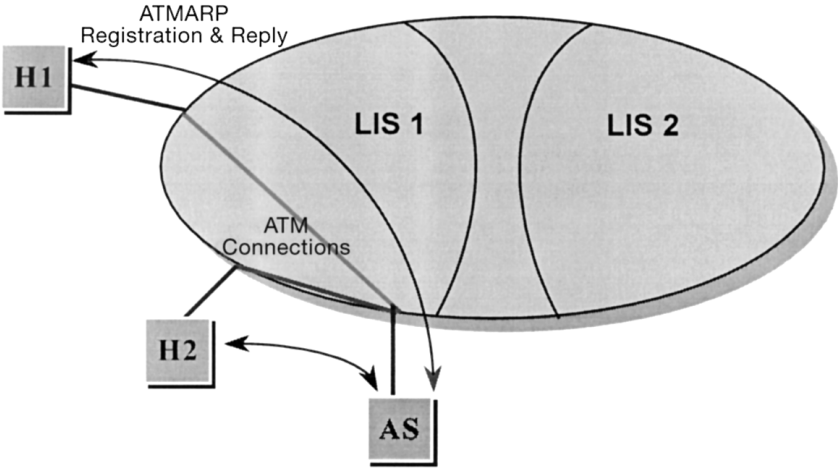 ATMARP
Registration & Reply
H1
LIS 1
LIS 2
ATM
Connections
H2
AS